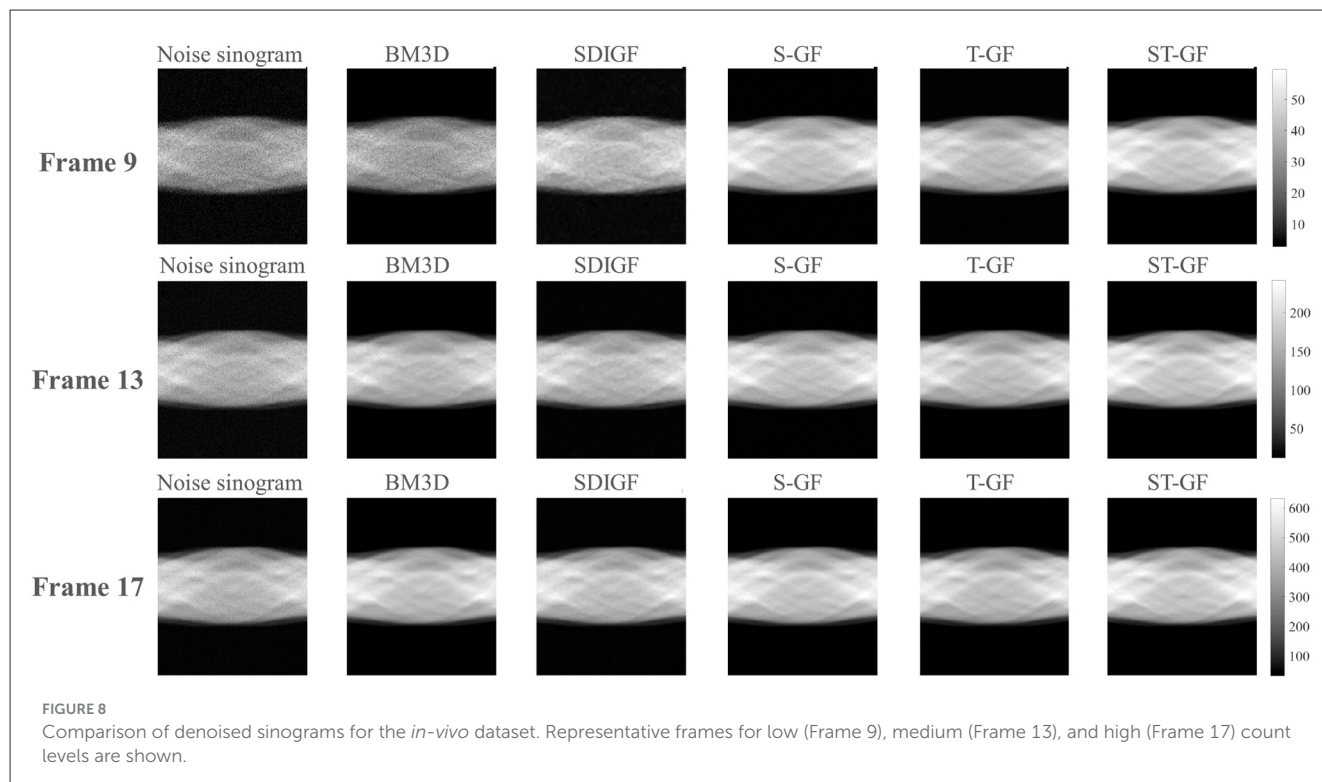 Noise sinogram BM3D SDIGF S-GF T-GF ST-GF
Frame 9
50
40
30
20
10
Noise sinogram BM3D SDIGF S-GF T-GF ST-GF
Frame 13
200
150
100
50
Noise sinogram BM3D SDIGF S-GF T-GF ST-GF
Frame 17
600
500
400
300
200
100
FIGURE 8
Comparison of denoised sinograms for the in-vivo dataset. Representative frames for low (Frame 9), medium (Frame 13), and high (Frame 17) count
levels are shown.